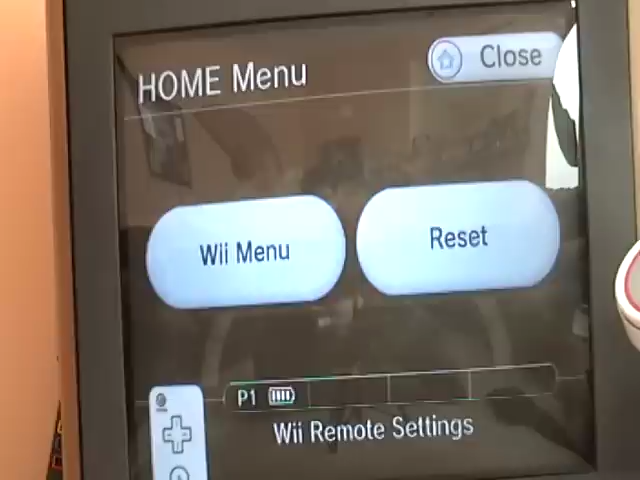 HOME Menu
Close
Wii Menu
Reset
P1
Wii Remote Settings